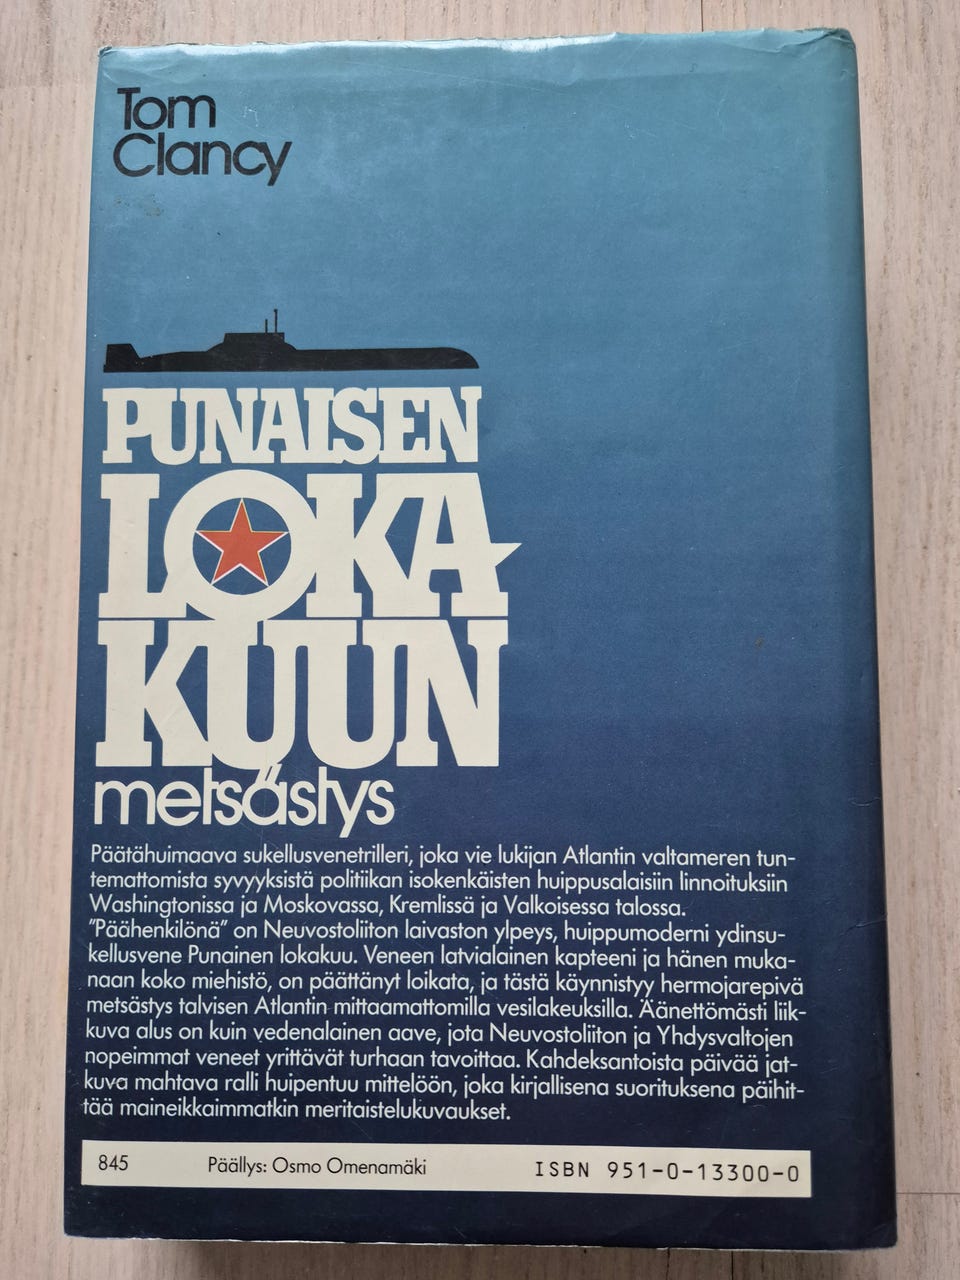 Tom
Clancy
PUNAISEN
LOKA
KUUN
metsästys
Päätähuimaava sukellusvenetrilleri, joka vie lukijan Atlantin valtameren tun-
temattomista syvyyksistä politiikan isokenkäisten huippusalaisiin linnoituksiin
Washingtonissa ja Moskovassa, Kremlissä ja Valkoisessa talossa.
"Päähenkilönä" on Neuvostoliiton laivaston ylpeys, huippumoderni ydinsu-
kellusvene Punainen lokakuu. Veneen latvialainen kapteeni ja hänen muka-
naan koko miehistö, on päättänyt loikata, ja tästä käynnistyy hermojarepivä
metsästys talvisen Atlantin mittaamattomilla vesilakeuksilla. Äänettömästi liik-
kuva alus on kuin vedenalainen aave, jota Neuvostoliiton ja Yhdysvaltojen
nopeimmat veneet yrittävät turhaan tavoittaa. Kahdeksantoista päivää jat-
kuva mahtava ralli huipentuu mittelöön, joka kirjallisena suorituksena päihit-
tää maineikkaimmatkin meritaistelukuvaukset.
845 Päällys: Osmo Omenamäki ISBN 951-0-13300-0